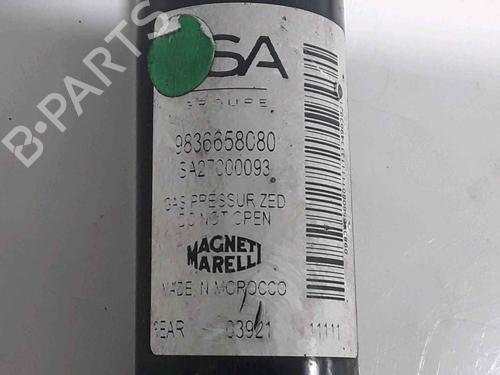 SA
GROUPE
9836658080
SA27000093
GAS PRESSURIZED
DO NOT OPEN
MAGNETI
MARELLI
MADE IN MOROCCO
REAR 03921 11111
B-PARTS